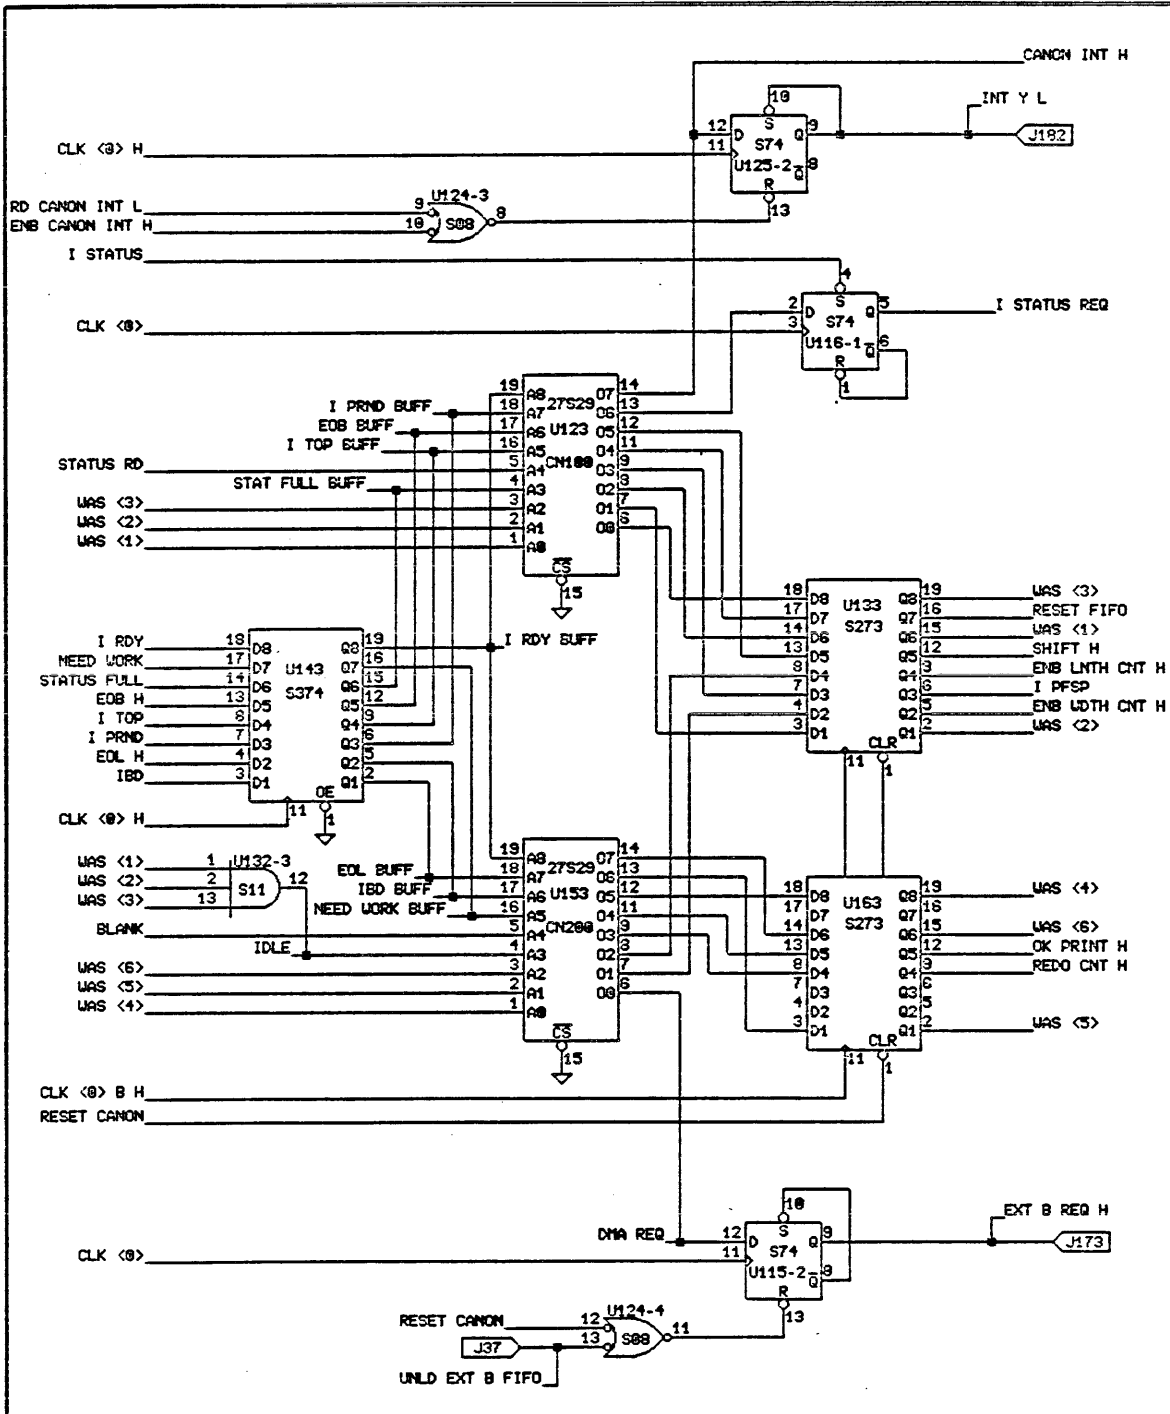 CANON INT H
INT Y L
J182
10
12 D S Q 9
S74
CLK <0> H 11 U125-2 Q 8
R
13
U124-3
RD CANON INT L 9
S08 8
ENB CANON INT H 10
I STATUS
4
2 D S Q 5 I STATUS REQ
S74
CLK <0> 3 U116-1 Q 6
R
1
19 A8 27S29 O7 14
I PRND BUFF 18 A7 O6 13
EOB BUFF 17 A6 U123 O5 12
I TOP BUFF 16 A5 O4 11
STATUS RD 5 A4 CN100 O3 9
STAT FULL BUFF 4 A3 O2 8
WAS <3> 3 A2 O1 7
WAS <2> 2 A1 O0 6
WAS <1> 1 A0
CS
15
18 D8 U133 Q8 19 WAS <3>
17 D7 S273 Q7 16 RESET FIFO
14 D6 Q6 15 WAS <1>
13 D5 Q5 12 SHIFT H
8 D4 Q4 9 ENB LNTH CNT H
7 D3 Q3 6 I PFSP
4 D2 Q2 5 ENB WDTH CNT H
3 D1 Q1 2 WAS <2>
CLR
11 1
I RDY BUFF
I RDY 18 D8 Q8 19
NEED WORK 17 D7 U143 Q7 16
STATUS FULL 14 D6 S374 Q6 15
EOB H 13 D5 Q5 12
I TOP 8 D4 Q4 9
I PRND 7 D3 Q3 6
EOL H 4 D2 Q2 5
IBD 3 D1 Q1 2
OE
CLK <0> H 11 1
WAS <1> 1 U132-3
WAS <2> 2 S11 12
WAS <3> 13
19 A8 27S29 O7 14
EOL BUFF 18 A7 O6 13
IBD BUFF 17 A6 U153 O5 12
NEED WORK BUFF 16 A5 O4 11
BLANK 5 A4 CN200 O3 9
IDLE 4 A3 O2 8
WAS <6> 3 A2 O1 7
WAS <5> 2 A1 O0 6
WAS <4> 1 A0
CS
15
18 D8 U163 Q8 19 WAS <4>
17 D7 S273 Q7 16
14 D6 Q6 15 WAS <6>
13 D5 Q5 12 OK PRINT H
8 D4 Q4 9 REDO CNT H
7 D3 Q3 6
4 D2 Q2 5
3 D1 Q1 2 WAS <5>
CLR
11 1
CLK <0> B H
RESET CANON
10
EXT B REQ H
DMA REQ 12 D S Q 9 J173
S74
CLK <0> 11 U115-2 Q 8
R
13
U124-4
RESET CANON 12
S08 11
J37 13
UNLD EXT B FIFO